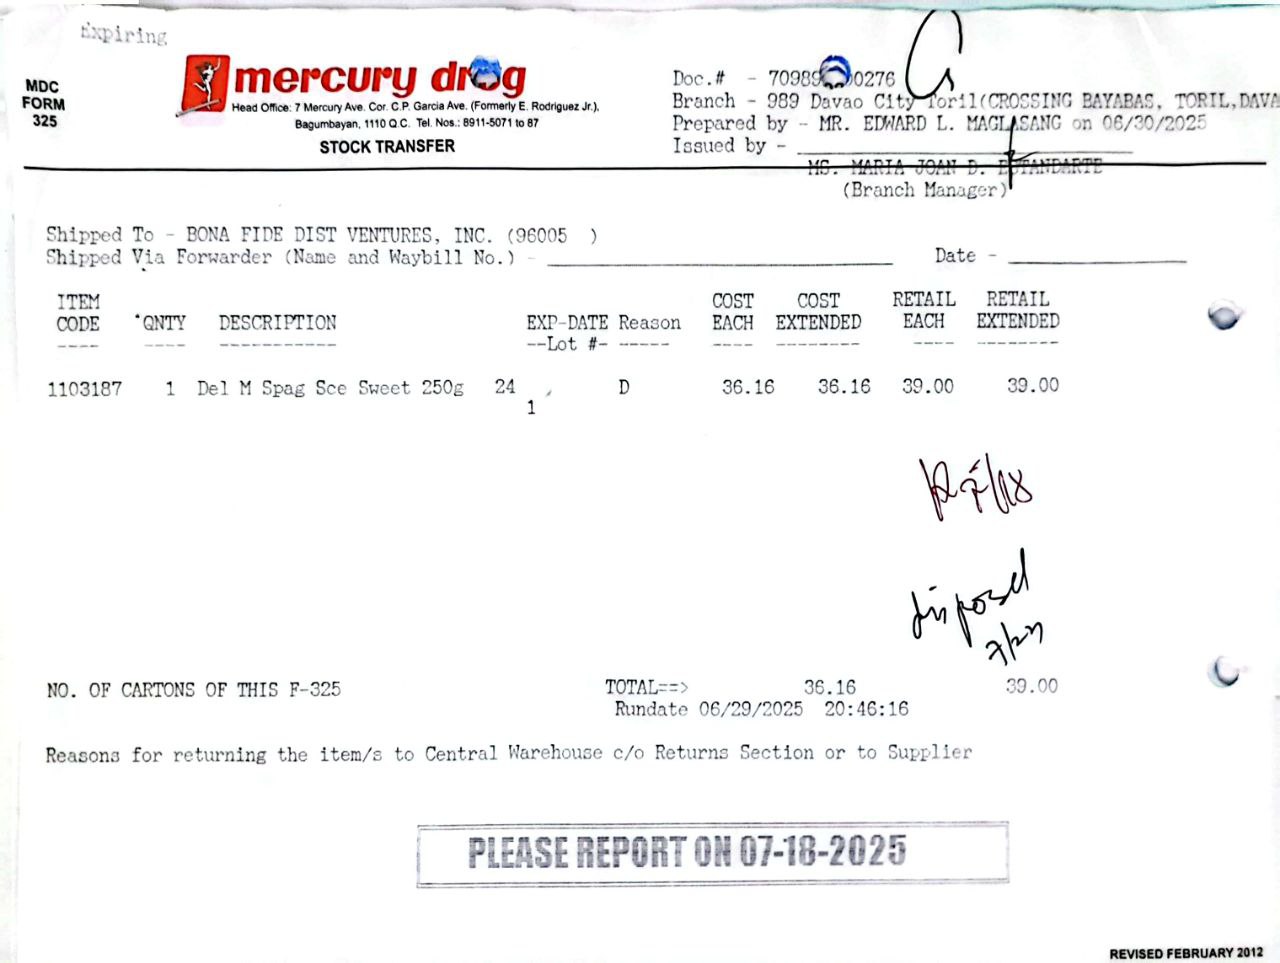 Expiring
MDC
FORM
325
mercury drug
Head Office: 7 Mercury Ave. Cor. C.P. Garcia Ave. (Formerly E. Rodriguez Jr.),
Bagumbayan, 1110 Q.C. Tel. Nos.: 8911-5071 to 87
STOCK TRANSFER
Doc.# - 70989 0276
Branch - 989 Davao City Toril(CROSSING BAYABAS, TORIL,DAVA
Prepared by - MR. EDWARD L. MAGLASANG on 06/30/2025
Issued by -
MS. MARIA JOAN D. ESTANDARTE
(Branch Manager)
Shipped To - BONA FIDE DIST VENTURES, INC. (96005 )
Shipped Via Forwarder (Name and Waybill No.) - Date -
ITEM COST COST RETAIL RETAIL
CODE QNTY DESCRIPTION EXP-DATE Reason EACH EXTENDED EACH EXTENDED
---- ---- ----------- --Lot #- ----- ---- -------- ---- --------
1103187 1 Del M Spag Sce Sweet 250g 24 D 36.16 36.16 39.00 39.00
1
disposed
NO. OF CARTONS OF THIS F-325 TOTAL==> 36.16 39.00
Rundate 06/29/2025 20:46:16
Reasons for returning the item/s to Central Warehouse c/o Returns Section or to Supplier
PLEASE REPORT ON 07-18-2025
REVISED FEBRUARY 2012